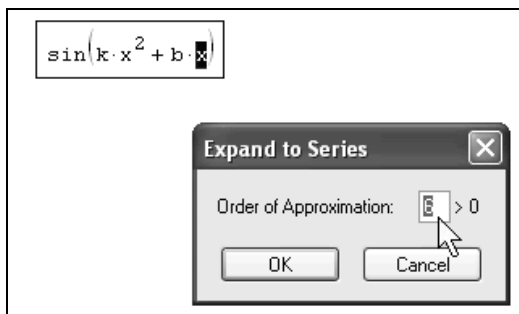 sin(k·x² + b·x)
Expand to Series
Order of Approximation: 6 > 0
OK Cancel